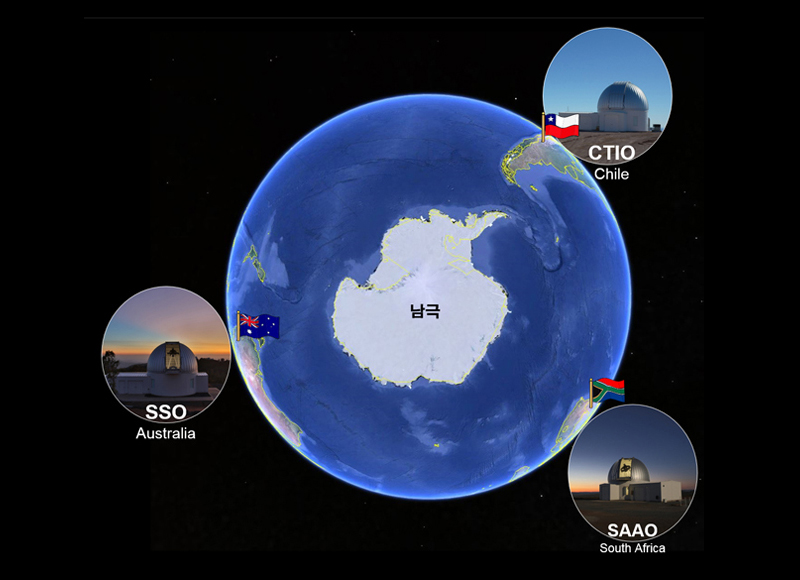 CTIO
Chile
남극
SSO
Australia
SAAO
South Africa